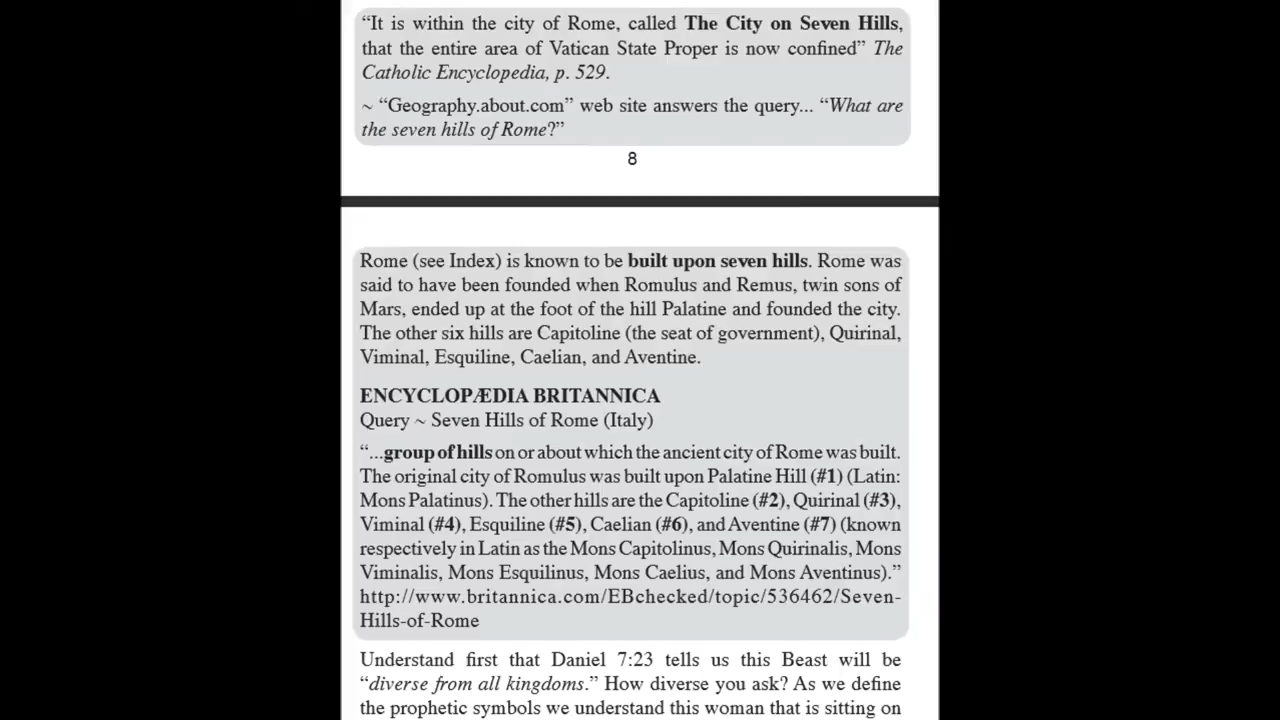 “It is within the city of Rome, called The City on Seven Hills,
that the entire area of Vatican State Proper is now confined” The
Catholic Encyclopedia, p. 529.
~ “Geography.about.com” web site answers the query... “What are
the seven hills of Rome?”
8
Rome (see Index) is known to be built upon seven hills. Rome was
said to have been founded when Romulus and Remus, twin sons of
Mars, ended up at the foot of the hill Palatine and founded the city.
The other six hills are Capitoline (the seat of government), Quirinal,
Viminal, Esquiline, Caelian, and Aventine.
ENCYCLOPÆDIA BRITANNICA
Query ~ Seven Hills of Rome (Italy)
“...group of hills on or about which the ancient city of Rome was built.
The original city of Romulus was built upon Palatine Hill (#1) (Latin:
Mons Palatinus). The other hills are the Capitoline (#2), Quirinal (#3),
Viminal (#4), Esquiline (#5), Caelian (#6), and Aventine (#7) (known
respectively in Latin as the Mons Capitolinus, Mons Quirinalis, Mons
Viminalis, Mons Esquilinus, Mons Caelius, and Mons Aventinus).”
http://www.britannica.com/EBchecked/topic/536462/Seven-
Hills-of-Rome
Understand first that Daniel 7:23 tells us this Beast will be
“diverse from all kingdoms.” How diverse you ask? As we define
the prophetic symbols we understand this woman that is sitting on